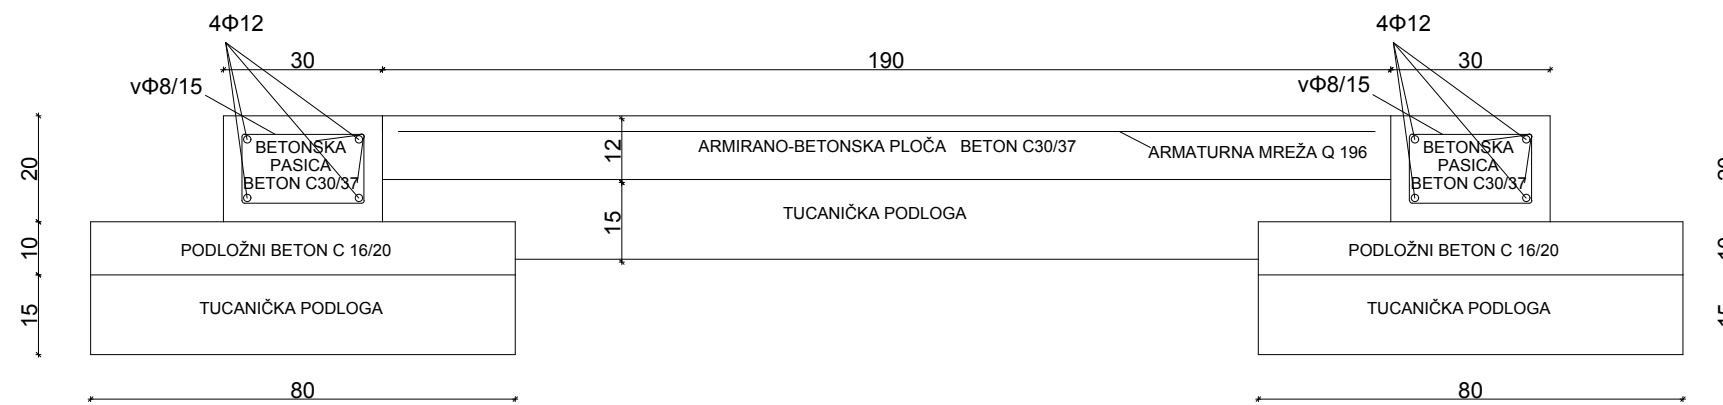 4Φ12
4Φ12
30
190
30
vΦ8/15
vΦ8/15
BETONSKA
PASICA
BETON C30/37
12
ARMIRANO-BETONSKA PLOČA BETON C30/37
ARMATURNA MREŽA Q 196
BETONSKA
PASICA
BETON C30/37
20
15
TUCANIČKA PODLOGA
10
PODLOŽNI BETON C 16/20
PODLOŽNI BETON C 16/20
15
TUCANIČKA PODLOGA
TUCANIČKA PODLOGA
80
80